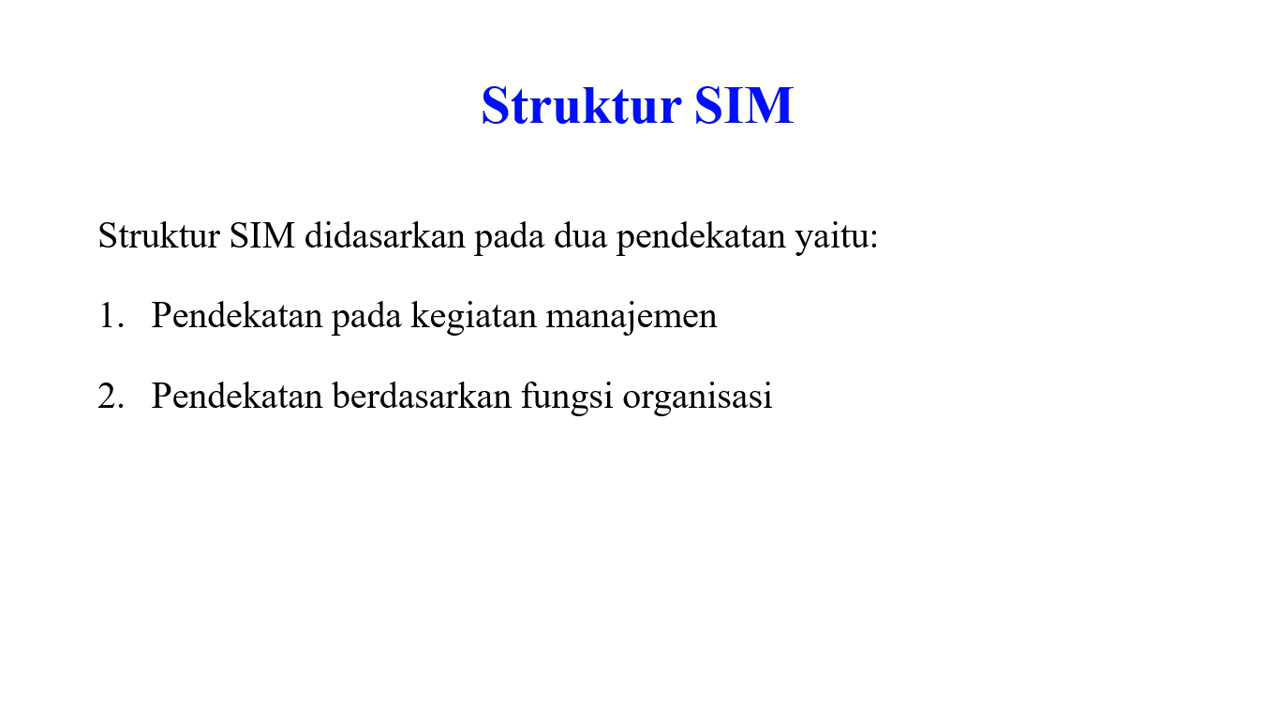 Struktur SIM
Struktur SIM didasarkan pada dua pendekatan yaitu:
1. Pendekatan pada kegiatan manajemen
2. Pendekatan berdasarkan fungsi organisasi